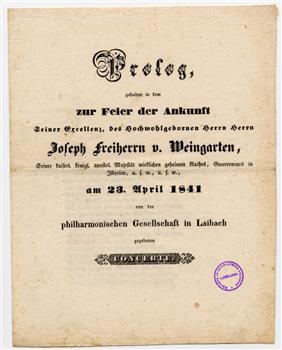 Prolog,
gehalten in dem
zur Feier der Ankunft
Seiner Excellenz, des Hochwohlgebornen Herrn Herrn
Joseph Freiherrn v. Weingarten,
Seiner kaiserl. königl. apostol. Majestät wirklichen geheimen Rathes, Gouverneurs in
Illyrien, u. s. w., u. s. w.,
am 23. April 1841
von der
philharmonischen Gesellschaft in Laibach
gegebenen
CONCERTE.
LJUBLJANA